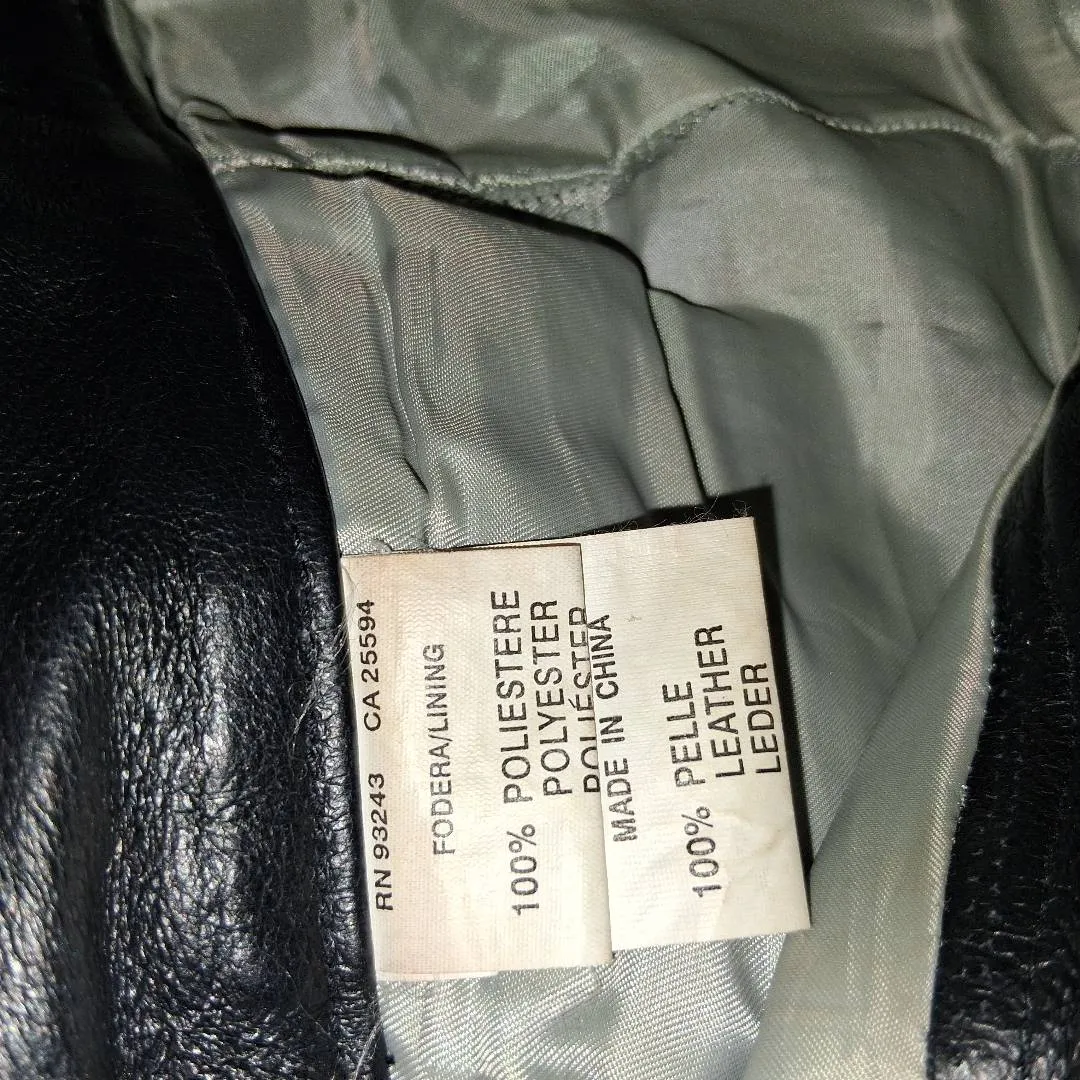 RN 93243 CA 25594
FODERA/LINING
100% POLIESTERE
POLYESTER
POLIÉSTER
MADE IN CHINA
100% PELLE
LEATHER
LEDER